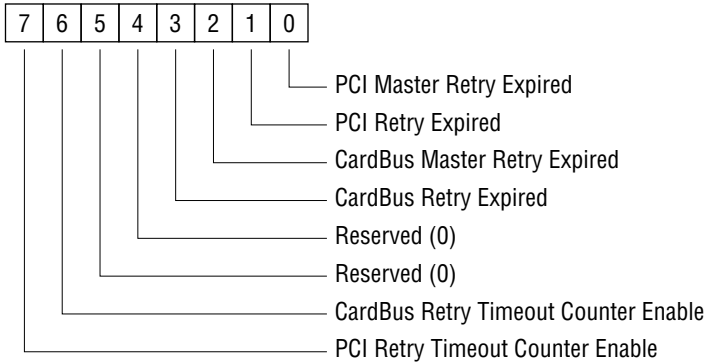 7 6 5 4 3 2 1 0
PCI Master Retry Expired
PCI Retry Expired
CardBus Master Retry Expired
CardBus Retry Expired
Reserved (0)
Reserved (0)
CardBus Retry Timeout Counter Enable
PCI Retry Timeout Counter Enable